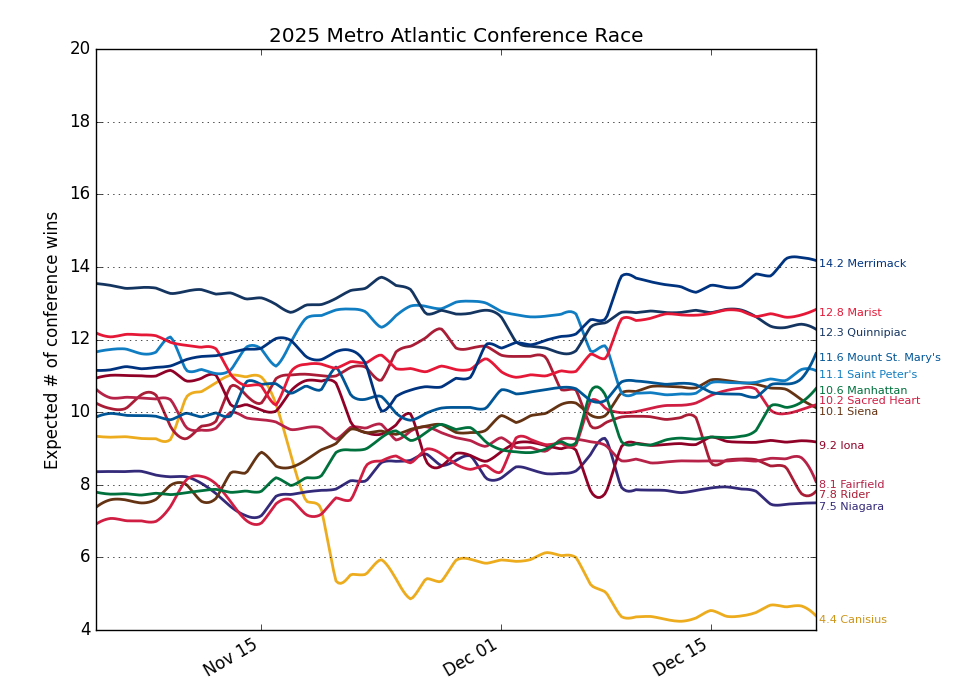 2025 Metro Atlantic Conference Race
Expected # of conference wins
20
18
16
14
12
10
8
6
4
Nov 15
Dec 01
Dec 15
14.2 Merrimack
12.8 Marist
12.3 Quinnipiac
11.6 Mount St. Mary's
11.1 Saint Peter's
10.6 Manhattan
10.2 Sacred Heart
10.1 Siena
9.2 Iona
8.1 Fairfield
7.8 Rider
7.5 Niagara
4.4 Canisius